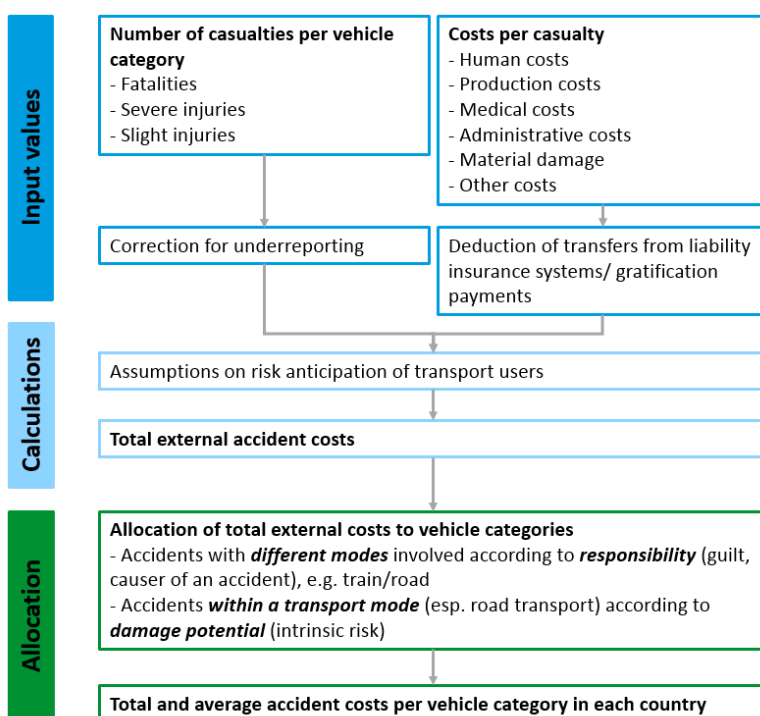 Input values
Number of casualties per vehicle
category
- Fatalities
- Severe injuries
- Slight injuries
Costs per casualty
- Human costs
- Production costs
- Medical costs
- Administrative costs
- Material damage
- Other costs
Correction for underreporting
Deduction of transfers from liability
insurance systems/ gratification
payments
Calculations
Assumptions on risk anticipation of transport users
Total external accident costs
Allocation
Allocation of total external costs to vehicle categories
- Accidents with different modes involved according to responsibility (guilt,
causer of an accident), e.g. train/road
- Accidents within a transport mode (esp. road transport) according to
damage potential (intrinsic risk)
Total and average accident costs per vehicle category in each country